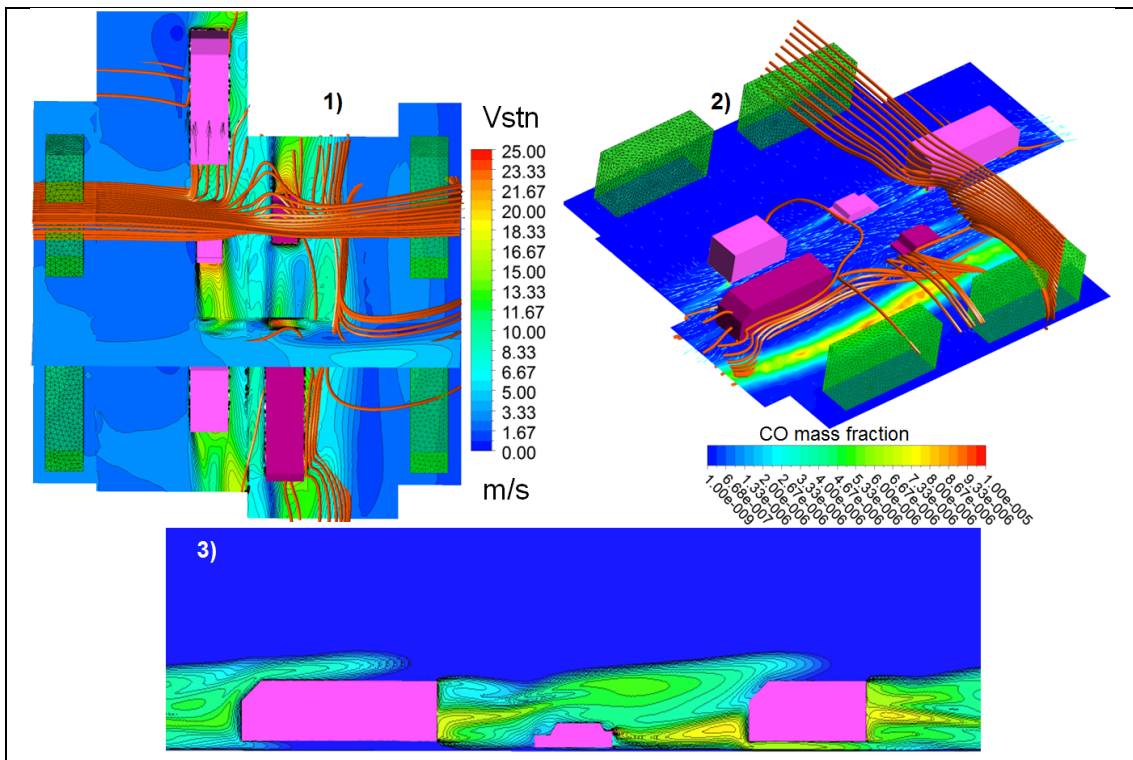 1)
Vstn
25.00
23.33
21.67
20.00
18.33
16.67
15.00
13.33
11.67
10.00
8.33
6.67
5.00
3.33
1.67
0.00
m/s
2)
CO mass fraction
1.00e-005
9.33e-006
8.67e-006
8.00e-006
7.33e-006
6.67e-006
6.00e-006
5.33e-006
4.67e-006
4.00e-006
3.33e-006
2.67e-006
2.00e-006
1.33e-006
6.68e-007
1.00e-009
3)